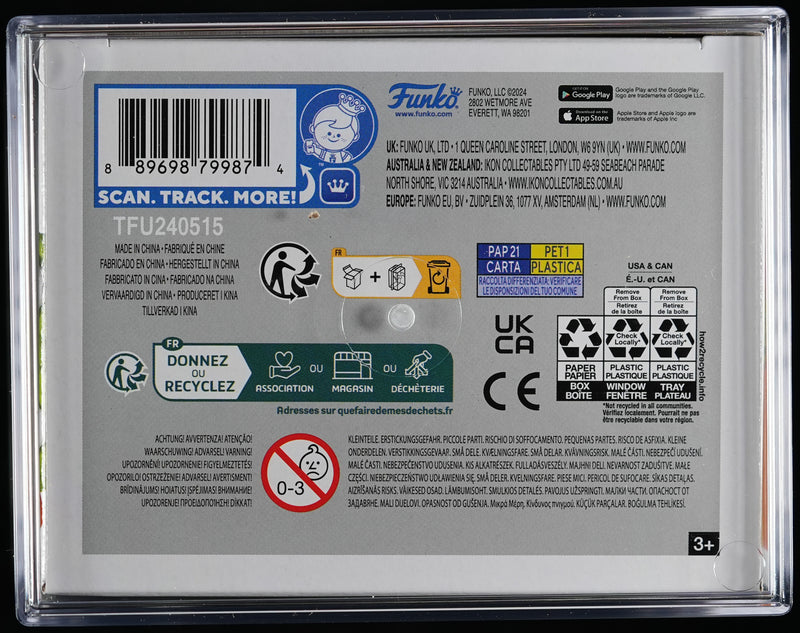 8 89698 79987 4
SCAN. TRACK. MORE!
Funko
www.funko.com
FUNKO, LLC ©2024
2802 WETMORE AVE
EVERETT, WA 98201
GET IT ON
Google Play
Google Play and the Google Play
logo are trademarks of Google LLC.
Download on the
App Store
Apple Store and Apple logo are
trademarks of Apple Inc
UK: FUNKO UK, LTD • 1 QUEEN CAROLINE STREET, LONDON, W6 9YN (UK) • WWW.FUNKO.COM
AUSTRALIA & NEW ZEALAND: IKON COLLECTABLES PTY LTD 49-59 SEABEACH PARADE
NORTH SHORE, VIC 3214 AUSTRALIA • WWW.IKONCOLLECTABLES.COM.AU
EUROPE: FUNKO EU, BV • ZUIDPLEIN 36, 1077 XV, AMSTERDAM (NL) • WWW.FUNKO.COM
TFU240515
MADE IN CHINA • FABRIQUÉ EN CHINE
FABRICADO EN CHINA • HERGESTELLT IN CHINA
FABBRICATO IN CINA • FABRICADO NA CHINA
VERVAARDIGD IN CHINA • PRODUCERET I KINA
TILLVERKAD I KINA
FR
+
PAP 21 PET 1
CARTA PLASTICA
RACCOLTA DIFFERENZIATA: VERIFICARE
LE DISPOSIZIONI DEL TUO COMUNE
UK
CA
CE
USA & CAN
É.-U. et CAN
Remove
From Box
Retirez
de la boîte
Remove
From Box
Retirez
de la boîte
Check
Locally*
Check
Locally*
PAPER
PAPIER
PLASTIC
PLASTIQUE
PLASTIC
PLASTIQUE
BOX
BOÎTE
WINDOW
FENÊTRE
TRAY
PLATEAU
*Not recycled in all communities.
Vérifiez localement. Pourrait ne pas
être recyclé dans votre communauté.
how2recycle.info
FR
DONNEZ
OU
RECYCLEZ
ASSOCIATION
OU
MAGASIN
OU
DÉCHÈTERIE
Adresses sur quefairedemesdechets.fr
ACHTUNG! AVVERTENZA! ATENÇÃO!
WAARSCHUWING! ADVARSEL! VARNING!
UPOZORNĚNÍ! UPOZORNENIE! FIGYELMEZTETÉS!
OPOZORILO! OSTRZEŻENIE! ADVARSEL! AVERTISMENT!
BRĪDINĀJUMS! HOIATUS! ĮSPĖJIMAS! ВНИМАНИЕ!
UPOZORENJE! ΠΡΟΕΙΔΟΠΟΙΗΣΗ! DİKKAT!
0-3
KLEINTEILE. ERSTICKUNGSGEFAHR. PICCOLE PARTI. RISCHIO DI SOFFOCAMENTO. PEQUENAS PARTES. RISCO DE ASFIXIA. KLEINE
ONDERDELEN. VERSTIKKINGSGEVAAR. SMÅ DELE. KVÆLNINGSFARE. SMÅ DELAR. KVÄVNINGSRISK. MALÉ ČÁSTI. NEBEZPEČÍ UDUŠENÍ.
MALÉ ČASTI. NEBEZPEČENSTVO UDUSENIA. KIS ALKATRÉSZEK. FULLADÁSVESZÉLY. MAJHNI DELI. NEVARNOST ZADUŠITVE. MAŁE
CZĘŚCI. NIEBEZPIECZEŃSTWO UDŁAWIENIA SIĘ. SMÅ DELER. KVELNINGSFARE. PIESE MICI. PERICOL DE SUFOCARE. SĪKAS DETAĻAS.
AIZRĪŠANĀS RISKS. VÄIKESED OSAD. LÄMBUMISOHT. SMULKIOS DETALĖS. PAVOJUS UŽSPRINGTI. МАЛКИ ЧАСТИ. ОПАСНОСТ ОТ
ЗАДАВЯНЕ. MALI DIJELOVI. OPASNOST OD GUŠENJA. Μικρά Μέρη. Κίνδυνος πνιγμού. KÜÇÜK PARÇALAR. BOĞULMA TEHLİKESİ.
3+